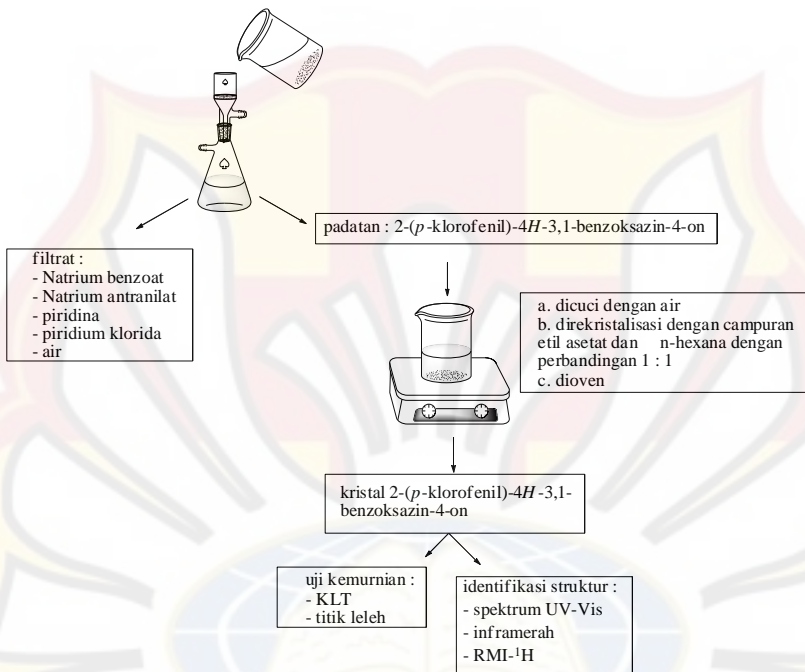 padatan : 2-(p-klorofenil)-4H-3,1-benzoksazin-4-on
filtrat :
- Natrium benzoat
- Natrium antranilat
- piridina
- piridium klorida
- air
a. dicuci dengan air
b. direkristalisasi dengan campuran
etil asetat dan n-hexana dengan
perbandingan 1 : 1
c. dioven
kristal 2-(p-klorofenil)-4H-3,1-
benzoksazin-4-on
uji kemurnian :
- KLT
- titik leleh
identifikasi struktur :
- spektrum UV-Vis
- inframerah
- RMI-¹H